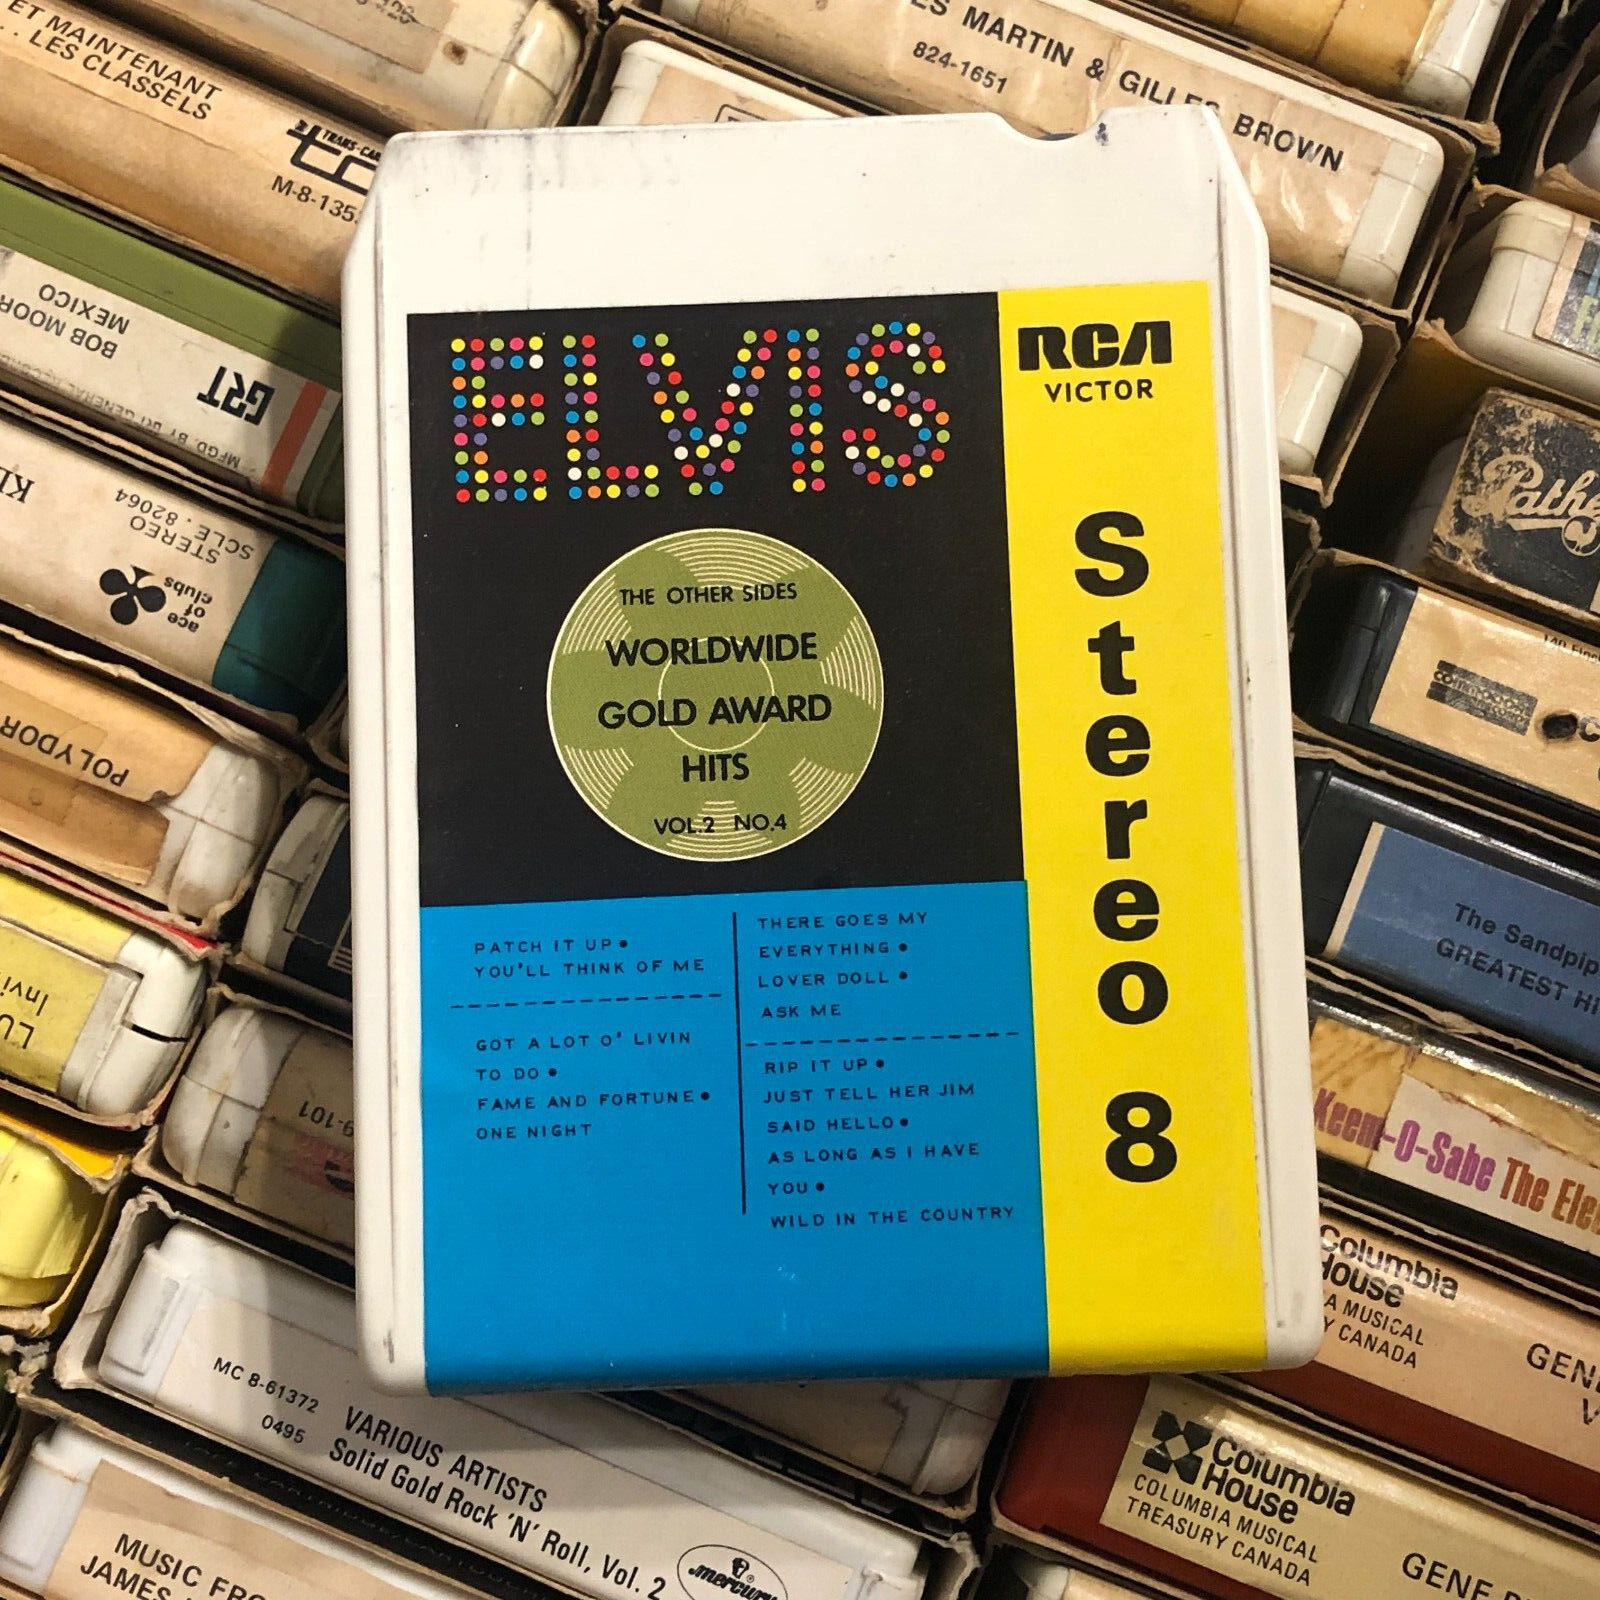 ET MAINTENANT
. . LES CLASSELS
M-8-135
MARTIN & GILLES BROWN
824-1651
BOB MOOR
MEXICO
GRT
STEREO
SCLE . 82064
ace
of
clubs
POLYDOR
ELVIS
THE OTHER SIDES
WORLDWIDE
GOLD AWARD
HITS
VOL.2 NO.4
PATCH IT UP •
YOU'LL THINK OF ME
GOT A LOT O' LIVIN
TO DO •
FAME AND FORTUNE •
ONE NIGHT
THERE GOES MY
EVERYTHING •
LOVER DOLL •
ASK ME
RIP IT UP •
JUST TELL HER JIM
SAID HELLO •
AS LONG AS I HAVE
YOU •
WILD IN THE COUNTRY
RCA
VICTOR
Stereo 8
The Sandpip
GREATEST HI
Keem-O-Sabe The Elec
Columbia
House
A MUSICAL
Y CANADA
GEN
Columbia
House
COLUMBIA MUSICAL
TREASURY CANADA
GENE P
9-101
MC 8-61372
0495
VARIOUS ARTISTS
Solid Gold Rock 'N' Roll, Vol. 2
mercury
MUSIC FRO
JAMES